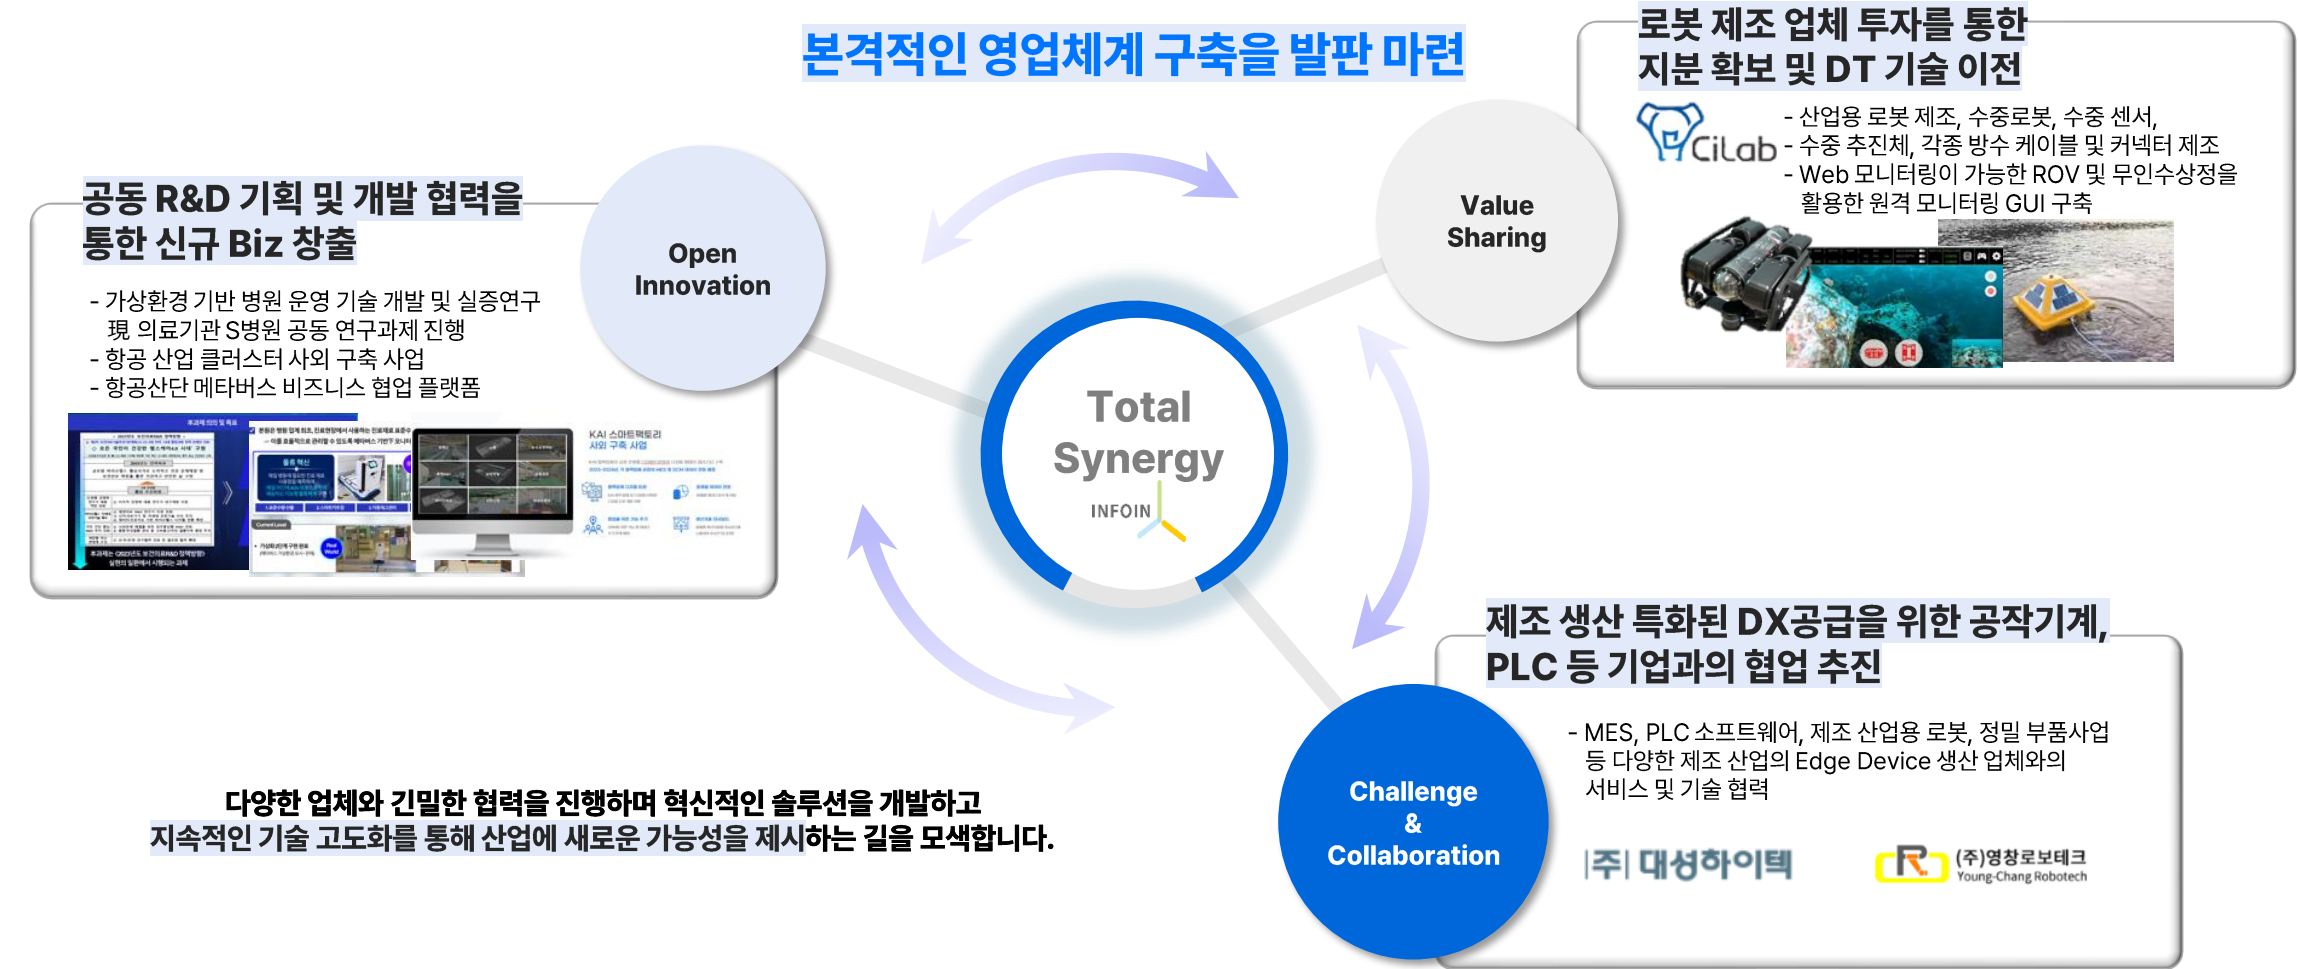 본격적인 영업체계 구축을 발판 마련
공동 R&D 기획 및 개발 협력을
통한 신규 Biz 창출
- 가상환경 기반 병원 운영 기술 개발 및 실증연구
現 의료기관 S병원 공동 연구과제 진행
- 항공 산업 클러스터 사외 구축 사업
- 항공산단 메타버스 비즈니스 협업 플랫폼
본과제 의의 및 목표
물류 혁신
Current Level
Real
World
KAI 스마트팩토리
사외 구축 사업
Open
Innovation
Value
Sharing
로봇 제조 업체 투자를 통한
지분 확보 및 DT 기술 이전
CiLab
- 산업용 로봇 제조, 수중로봇, 수중 센서,
- 수중 추진체, 각종 방수 케이블 및 커넥터 제조
- Web 모니터링이 가능한 ROV 및 무인수상정을
활용한 원격 모니터링 GUI 구축
Total
Synergy
INFOIN
제조 생산 특화된 DX공급을 위한 공작기계,
PLC 등 기업과의 협업 추진
- MES, PLC 소프트웨어, 제조 산업용 로봇, 정밀 부품사업
등 다양한 제조 산업의 Edge Device 생산 업체와의
서비스 및 기술 협력
|주| 대성하이텍
(주)영창로보테크
Young-Chang Robotech
Challenge
&
Collaboration
다양한 업체와 긴밀한 협력을 진행하며 혁신적인 솔루션을 개발하고
지속적인 기술 고도화를 통해 산업에 새로운 가능성을 제시하는 길을 모색합니다.